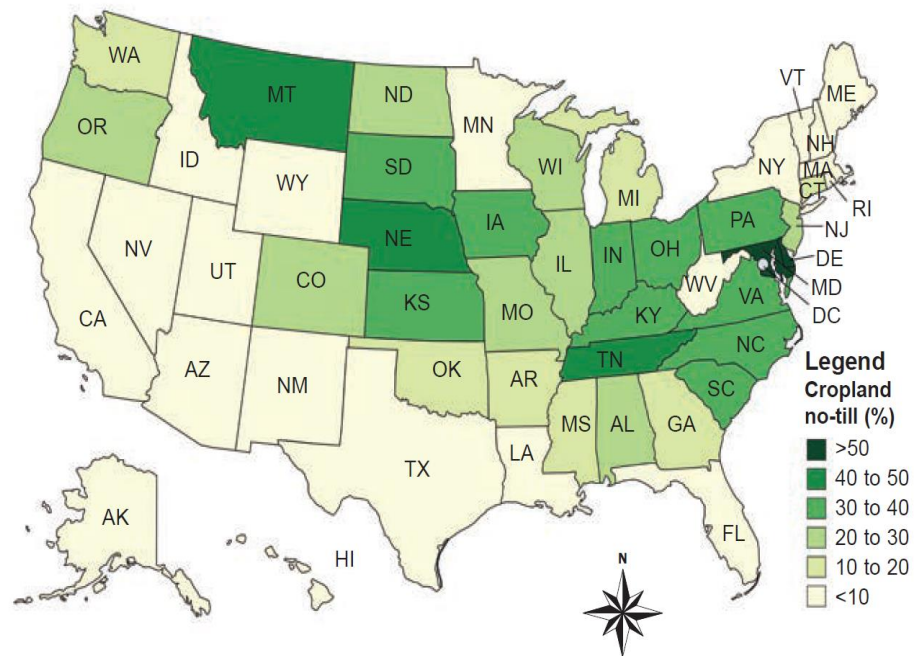 WA
MT
ND
MN
VT
ME
OR
ID
SD
WI
NH
NY
MA
CT
WY
MI
RI
IA
PA
NJ
NE
NV
UT
CO
IL
IN
OH
DE
MD
DC
WV
VA
KS
MO
KY
CA
NC
TN
AZ
NM
OK
AR
SC
MS
AL
GA
LA
TX
FL
AK
HI
N
Legend
Cropland
no-till (%)
>50
40 to 50
30 to 40
20 to 30
10 to 20
<10